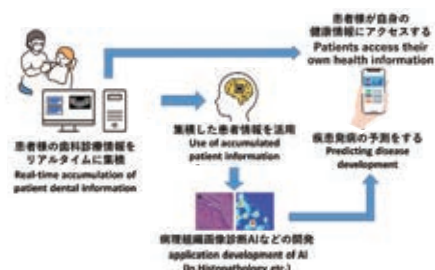 患者様が自身の
健康情報にアクセスする
Patients access their
own health information
患者様の歯科診療情報を
リアルタイムに集積
Real-time accumulation of
patient dental information
集積した患者情報を活用
Use of accumulated
patient information
疾患発病の予測をする
Predicting disease
development
病理組織画像診断AIなどの開発
application development of AI
(In Histopathology etc.)